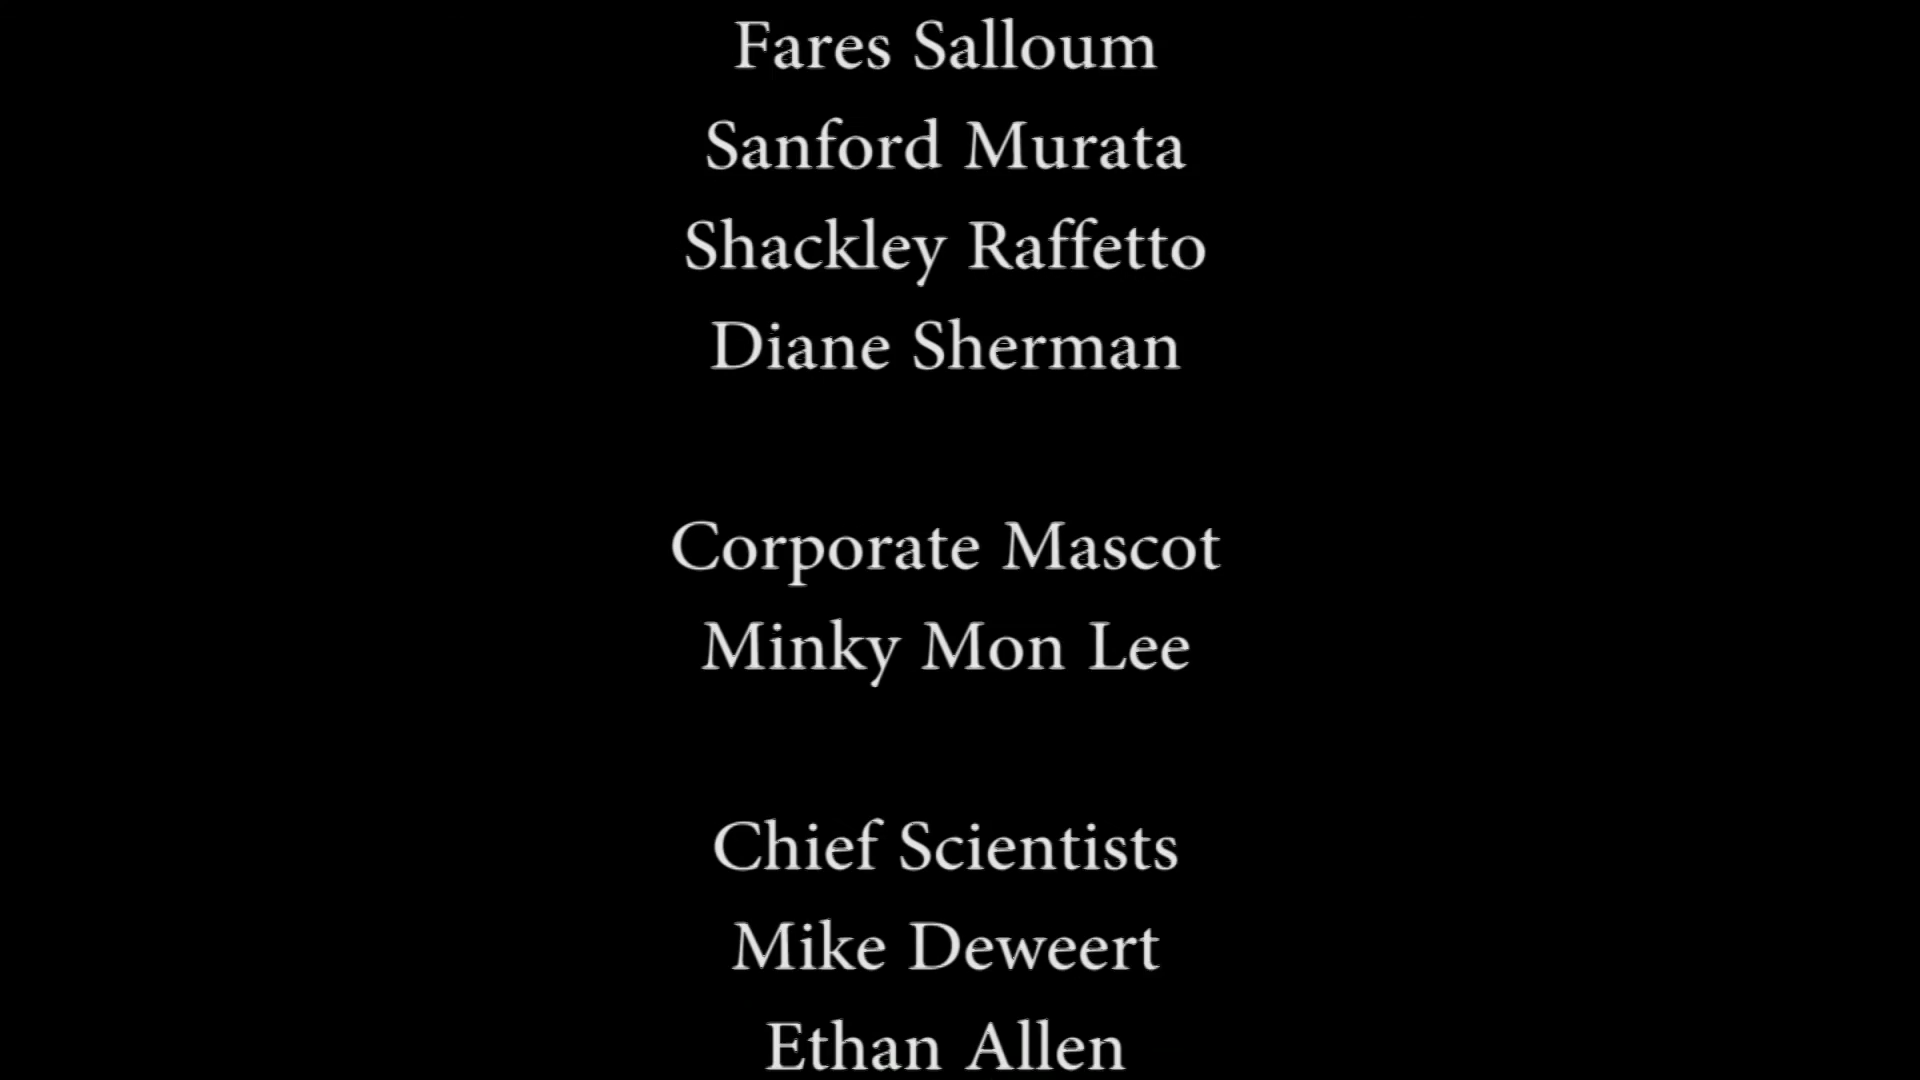 Fares Salloum
Sanford Murata
Shackley Raffetto
Diane Sherman
Corporate Mascot
Minky Mon Lee
Chief Scientists
Mike Deweert
Ethan Allen